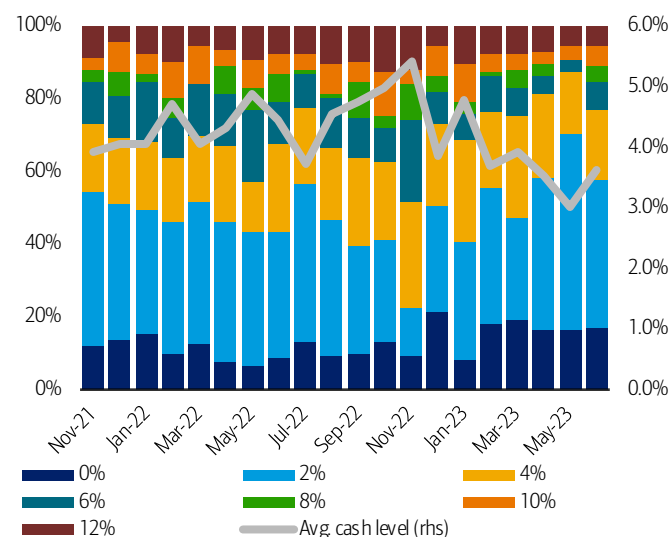 100% 6.0%
80% 5.0%
60% 4.0%
40% 3.0%
20% 2.0%
0% 1.0%
0.0%
Nov-21 Jan-22 Mar-22 May-22 Jul-22 Sep-22 Nov-22 Jan-23 Mar-23 May-23
0% 2% 4%
6% 8% 10%
12% Avg cash level (rhs)